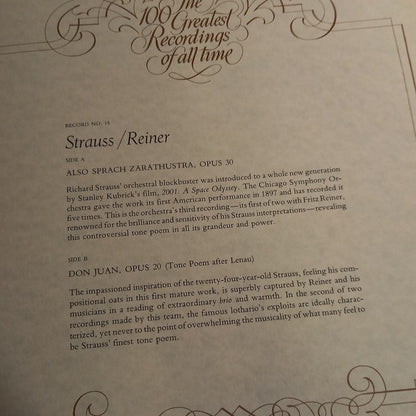 The
100 Greatest
Recordings
of all time
RECORD NO. 18
Strauss/Reiner
SIDE A
ALSO SPRACH ZARATHUSTRA, OPUS 30
Richard Strauss' orchestral blockbuster was introduced to a whole new generation
by Stanley Kubrick's film, 2001: A Space Odyssey. The Chicago Symphony Or-
chestra gave the work its first American performance in 1897 and has recorded it
five times. This is the orchestra's third recording—its first of two with Fritz Reiner,
renowned for the brilliance and sensitivity of his Strauss interpretations—revealing
this controversial tone poem in all its grandeur and power.
SIDE B
DON JUAN, OPUS 20 (Tone Poem after Lenau)
The impassioned inspiration of the twenty-four-year-old Strauss, feeling his com-
positional oats in this first mature work, is superbly captured by Reiner and his
musicians in a reading of extraordinary brio and warmth. In the second of two
recordings made by this team, the famous lothario's exploits are ideally charac-
terized, yet never to the point of overwhelming the musicality of what many feel to
be Strauss' finest tone poem.